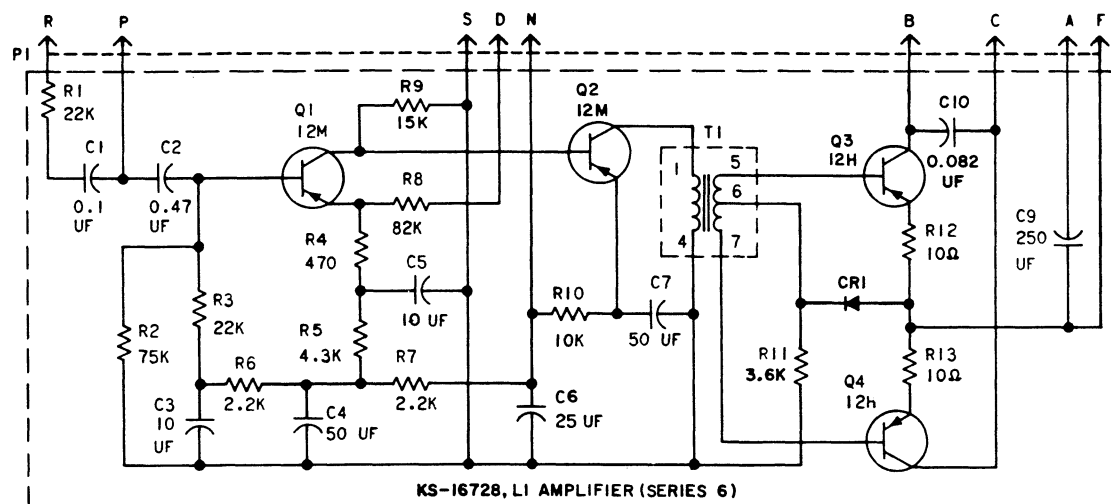 R P S D N B C A F
P1
R1
22K
C1
0.1
UF
C2
0.47
UF
Q1
12M
R9
15K
R8
82K
R4
470
C5
10 UF
R3
22K
R2
75K
R5
4.3K
R6
2.2K
R7
2.2K
C3
10
UF
C4
50 UF
C6
25 UF
Q2
12M
R10
10K
C7
50 UF
T1
1
4
5
6
7
R11
3.6K
CR1
Q3
12H
C10
0.082
UF
R12
10Ω
C9
250
UF
R13
10Ω
Q4
12h
KS-16728, L1 AMPLIFIER (SERIES 6)